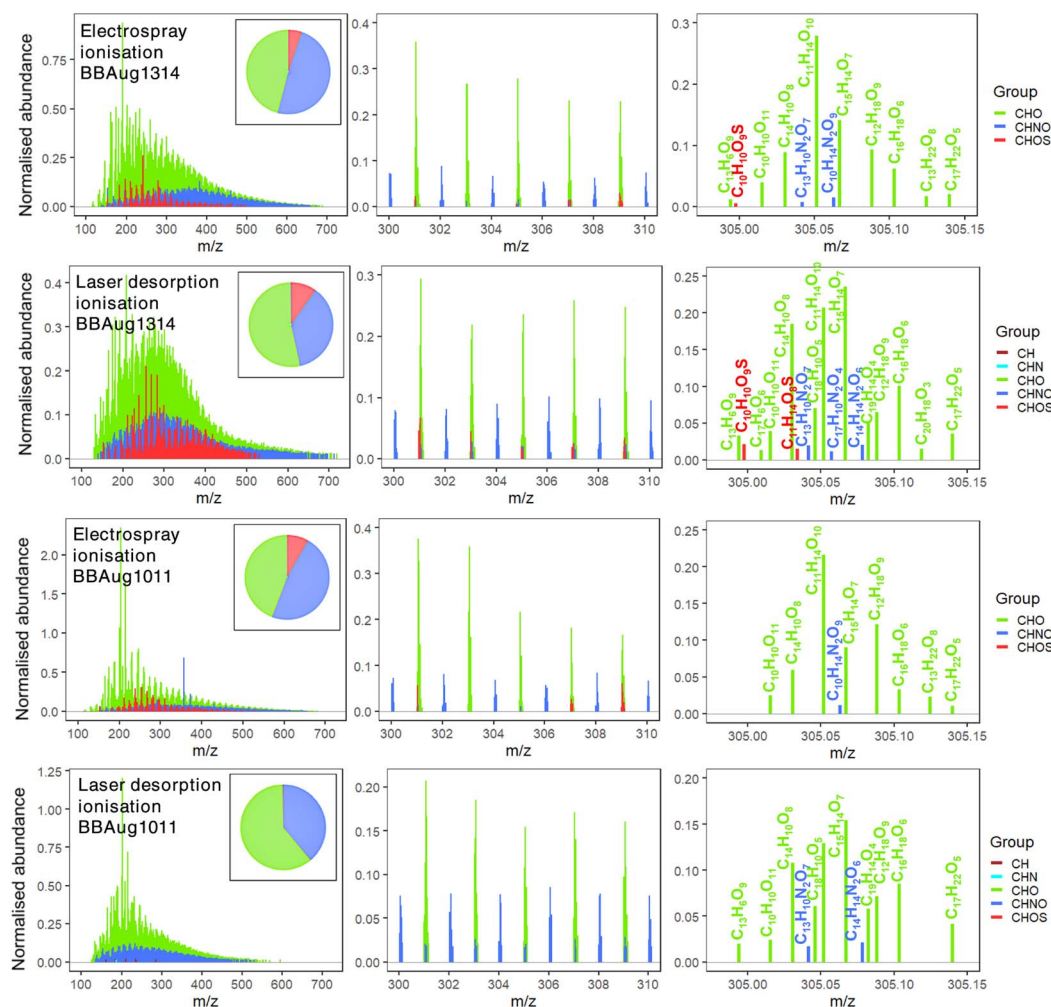 Electrospray
ionisation
BBAug1314
Normalised abundance
0.75
0.50
0.25
0.00
100 200 300 400 500 600 700
m/z
0.4
0.3
0.2
0.1
0.0
300 302 304 306 308 310
m/z
0.3
0.2
0.1
0.0
C13H6O9
C10H10O9S
C10H10O11
C14H10O8
C13H10N2O7
C11H14O10
C10H14N2O9
C15H14O7
C12H18O9
C16H18O6
C13H22O8
C17H22O5
305.00 305.05 305.10 305.15
m/z
Group
CHO
CHNO
CHOS
Laser desorption
ionisation
BBAug1314
Normalised abundance
0.4
0.3
0.2
0.1
0.0
100 200 300 400 500 600 700
m/z
0.3
0.2
0.1
0.0
300 302 304 306 308 310
m/z
0.25
0.20
0.15
0.10
0.05
0.00
C13H6O9
C10H10O9S
C10H10O11
C14H10O8
C11H14O8S
C13H10N2O7
C18H10O5
C11H14O10
C17H10N2O4
C15H14O7
C14H14N2O6
C19H14O4
C12H18O9
C16H18O6
C20H18O3
C17H22O5
305.00 305.05 305.10 305.15
m/z
Group
CH
CHN
CHO
CHNO
CHOS
Electrospray
ionisation
BBAug1011
Normalised abundance
2.0
1.5
1.0
0.5
0.0
100 200 300 400 500 600 700
m/z
0.4
0.3
0.2
0.1
0.0
300 302 304 306 308 310
m/z
0.25
0.20
0.15
0.10
0.05
0.00
C10H10O11
C14H10O8
C11H14O10
C10H14N2O9
C15H14O7
C12H18O9
C16H18O6
C13H22O8
C17H22O5
305.00 305.05 305.10 305.15
m/z
Group
CHO
CHNO
CHOS
Laser desorption
ionisation
BBAug1011
Normalised abundance
1.25
1.00
0.75
0.50
0.25
0.00
100 200 300 400 500 600 700
m/z
0.20
0.15
0.10
0.05
0.00
300 302 304 306 308 310
m/z
0.20
0.15
0.10
0.05
0.00
C13H6O9
C10H10O11
C14H10O8
C13H10N2O7
C18H10O5
C15H14O7
C14H14N2O6
C19H14O4
C12H18O9
C16H18O6
C17H22O5
305.00 305.05 305.10 305.15
m/z
Group
CH
CHN
CHO
CHNO
CHOS